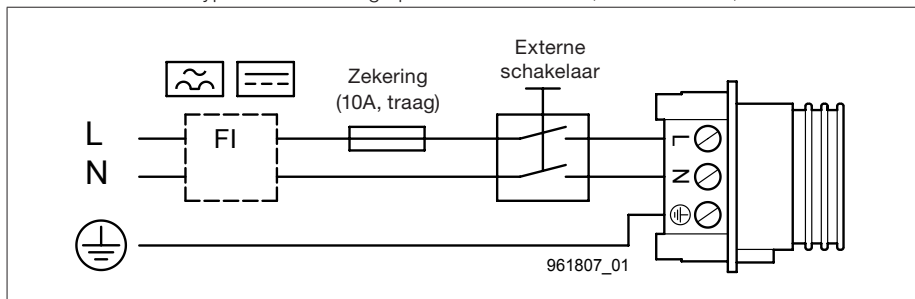 Externe
schakelaar
Zekering
(10A, traag)
L
FI
N
L
N
961807_01